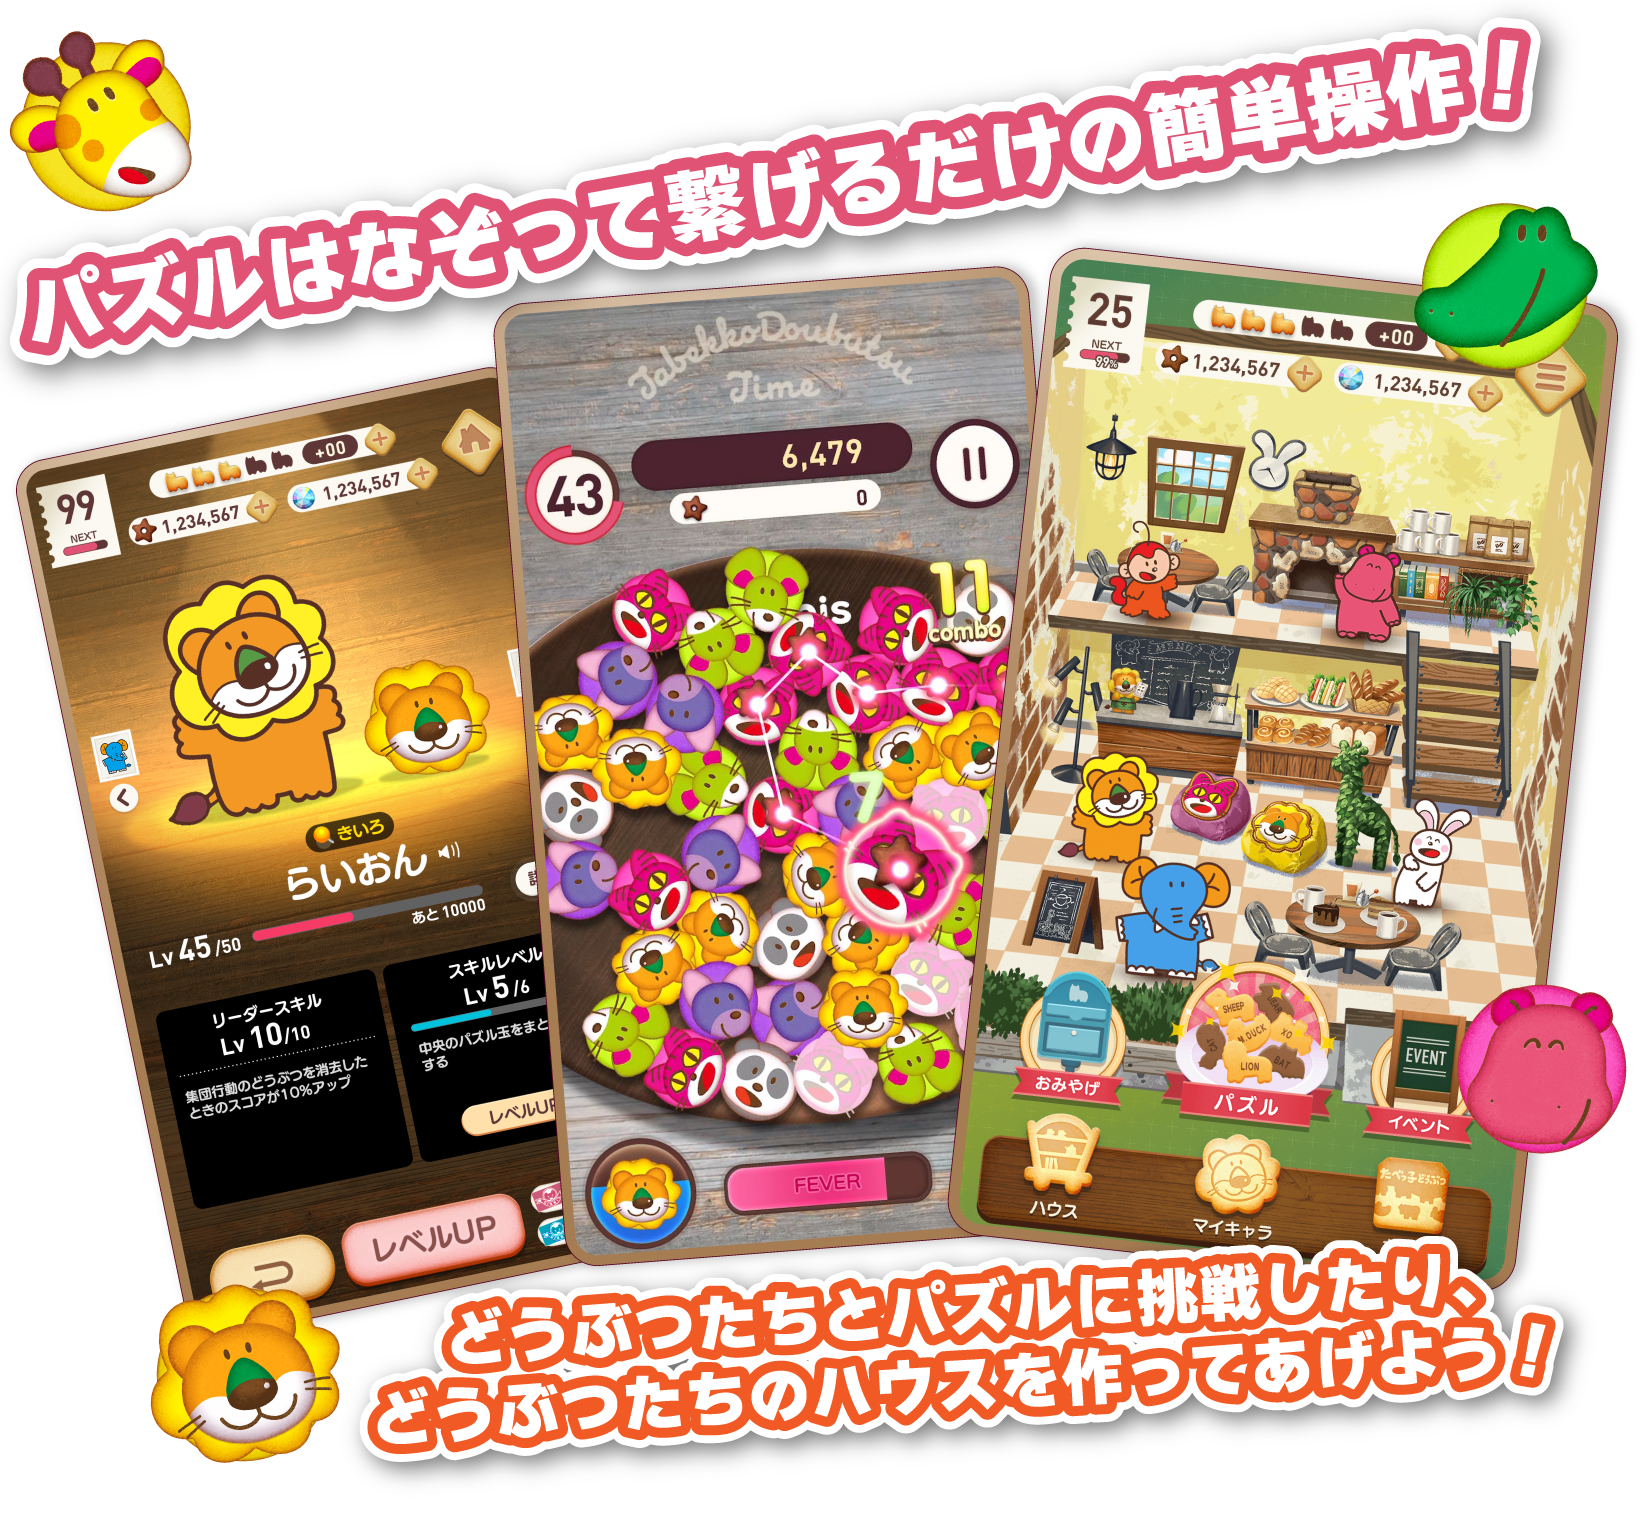 パズルはなぞって繋げるだけの簡単操作！
99
NEXT
+00
1,234,567
1,234,567
きいろ
らいおん
あと10000
Lv 45/50
リーダースキル
Lv 10/10
集団行動のどうぶつを消去した
ときのスコアが10%アップ
スキルレベル
Lv 5/6
中央のパズル玉をまと
する
レベルUP
レベルUP
TabekkoDoubutsu
Time
43
6,479
0
11
combo
7
FEVER
25
NEXT
99%
+00
1,234,567
1,234,567
MENU
SHEEP
BEAR
M.DUCK
XO
CAT
LION
BAT
EVENT
おみやげ
パズル
イベント
ハウス
マイキャラ
たべっ子どうぶつ
どうぶつたちとパズルに挑戦したり、
どうぶつたちのハウスを作ってあげよう！